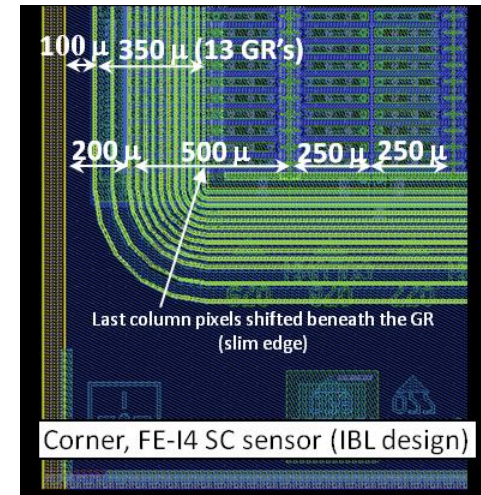 100 μ 350 μ (13 GR's)
200 μ 500 μ 250 μ 250 μ
Last column pixels shifted beneath the GR
(slim edge)
Corner, FE-I4 SC sensor (IBL design)